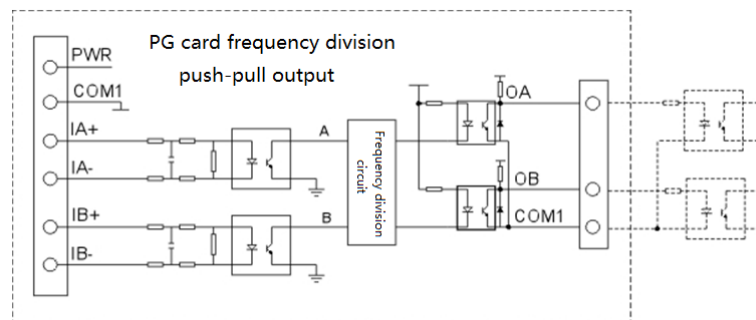 PG card frequency division
push-pull output
PWR
COM1
IA+
IA-
IB+
IB-
A
B
Frequency division
circuit
OA
OB
COM1